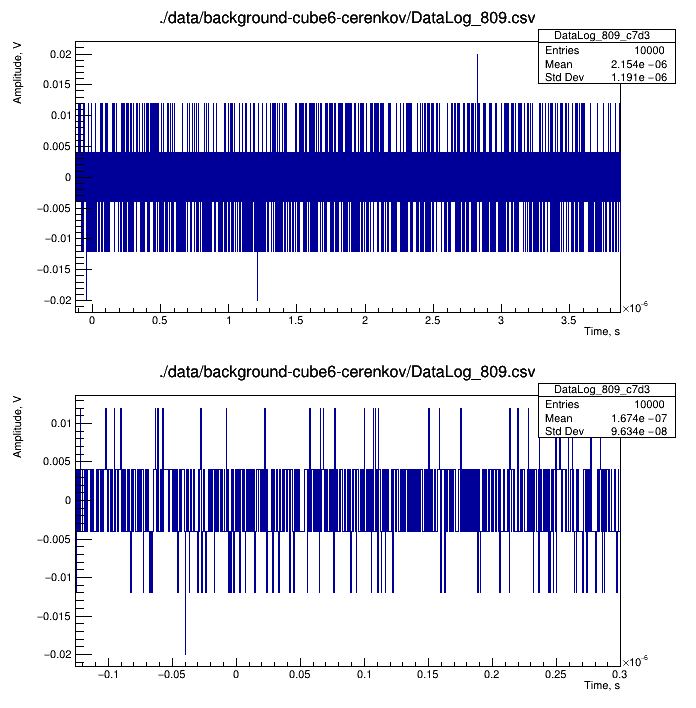 ./data/background-cube6-cerenkov/DataLog_809.csv
DataLog_809_c7d3
Entries 10000
Mean 2.154e −06
Std Dev 1.191e −06
Amplitude, V
0.02
0.015
0.01
0.005
0
−0.005
−0.01
−0.015
−0.02
0 0.5 1 1.5 2 2.5 3 3.5
×10⁻⁶
Time, s
./data/background-cube6-cerenkov/DataLog_809.csv
DataLog_809_c7d3
Entries 10000
Mean 1.674e −07
Std Dev 9.634e −08
Amplitude, V
0.01
0.005
0
−0.005
−0.01
−0.015
−0.02
−0.1 −0.05 0 0.05 0.1 0.15 0.2 0.25 0.3
×10⁻⁶
Time, s